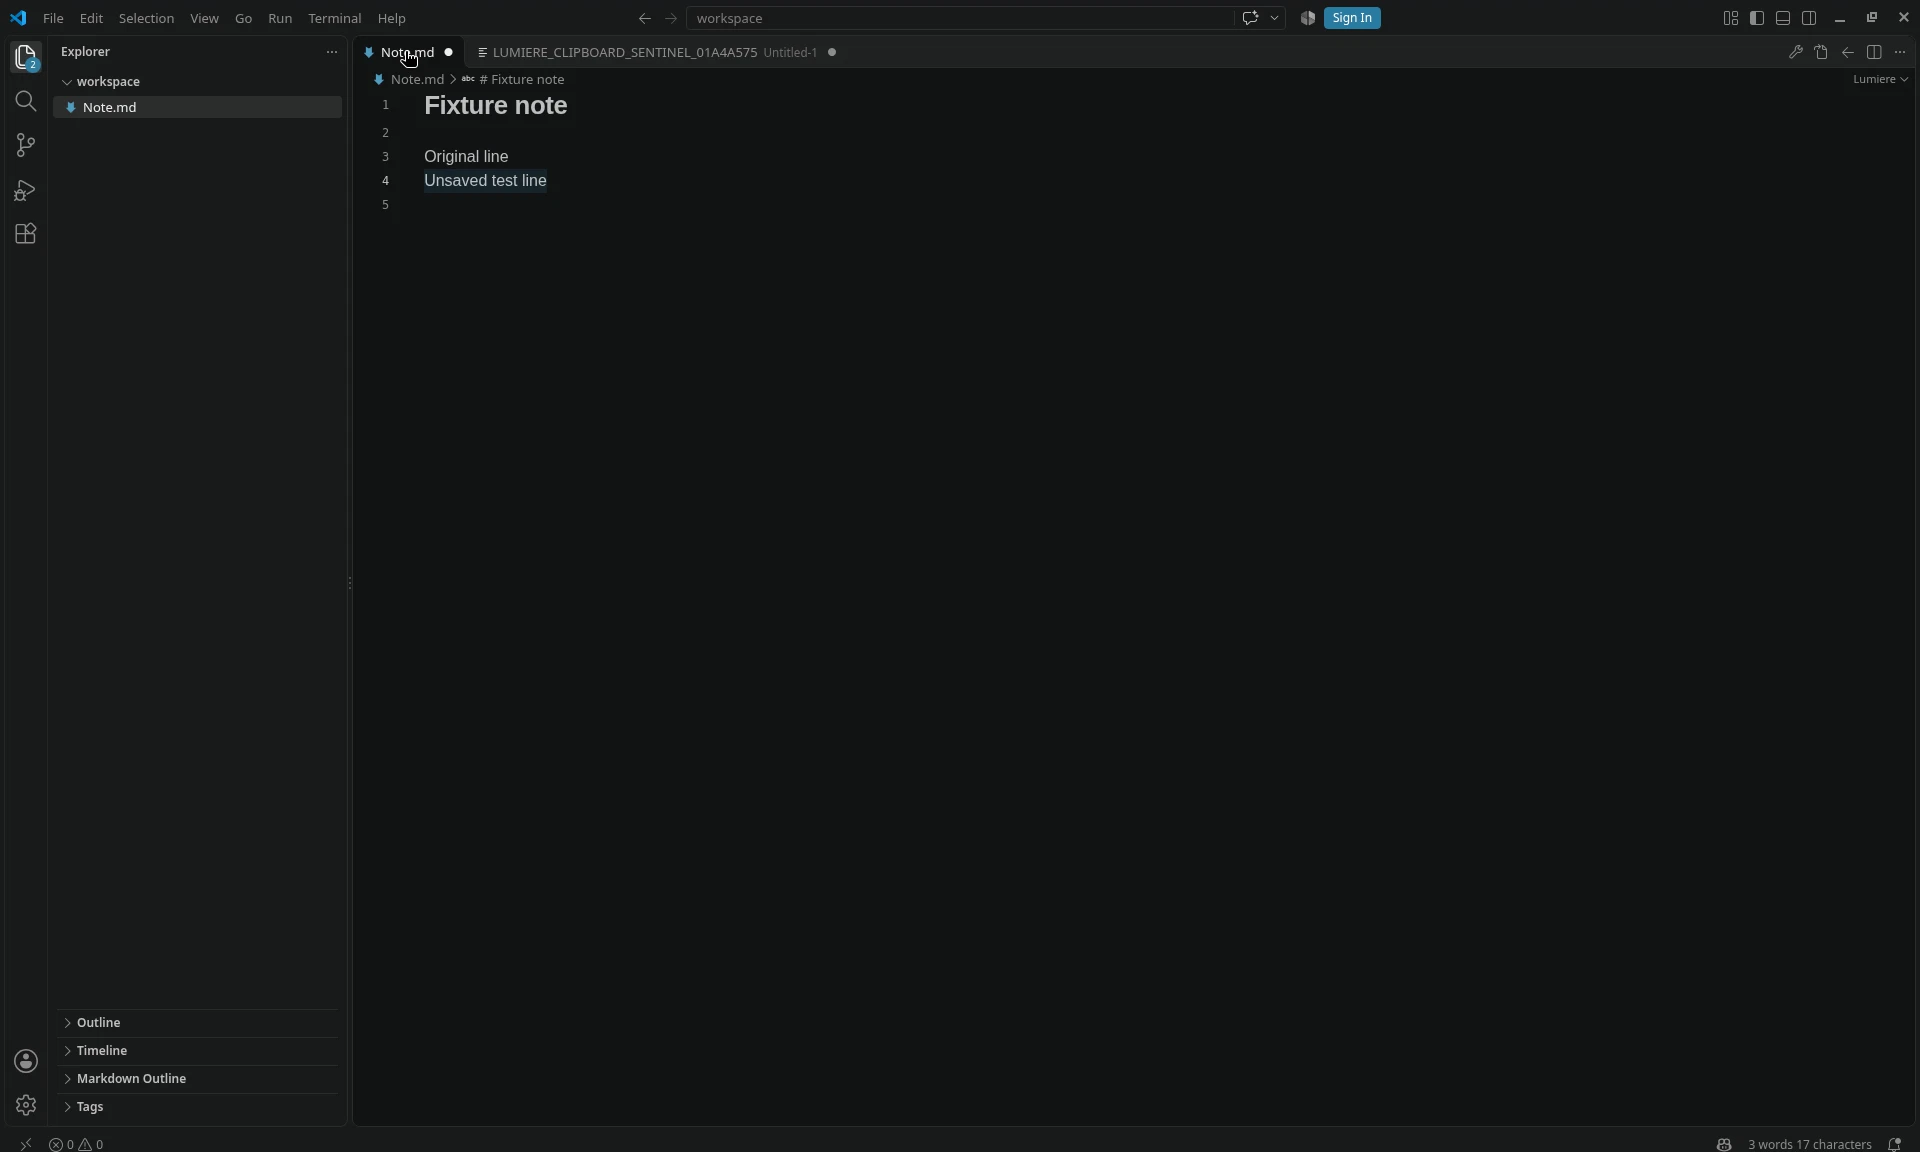 File Edit Selection View Go Run Terminal Help
workspace
Sign In
Explorer
2
workspace
Note.md
Note.md
LUMIERE_CLIPBOARD_SENTINEL_01A4A575 Untitled-1
Note.md > abc # Fixture note
Lumiere
1 Fixture note
2
3 Original line
4 Unsaved test line
5
Outline
Timeline
Markdown Outline
Tags
0 0
3 words 17 characters